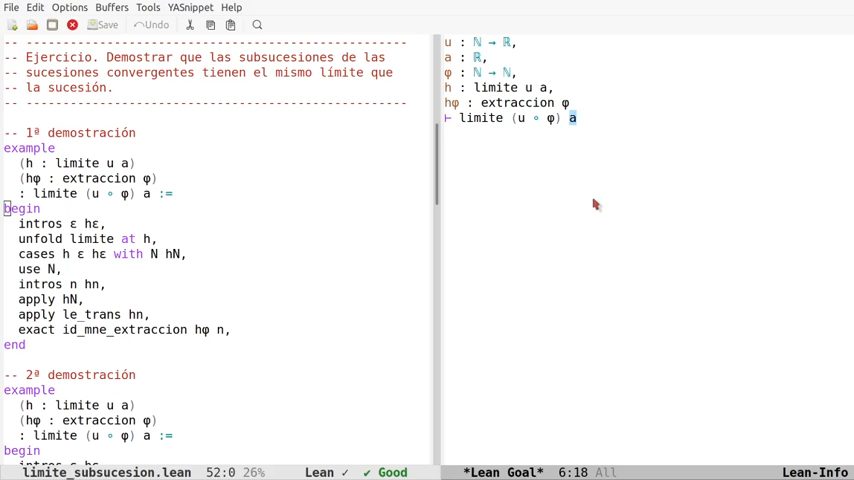 File Edit Options Buffers Tools YASnippet Help
Save Undo
-- ----------------------------------------------------
-- Ejercicio. Demostrar que las subsucesiones de las
-- sucesiones convergentes tienen el mismo límite que
-- la sucesión.
-- ----------------------------------------------------
-- 1ª demostración
example
(h : limite u a)
(hφ : extraccion φ)
: limite (u ∘ φ) a :=
begin
intros ε hε,
unfold limite at h,
cases h ε hε with N hN,
use N,
intros n hn,
apply hN,
apply le_trans hn,
exact id_mne_extraccion hφ n,
end
-- 2ª demostración
example
(h : limite u a)
(hφ : extraccion φ)
: limite (u ∘ φ) a :=
begin
limite_subsucesion.lean 52:0 26% Lean ✓ ✔ Good
u : ℕ → ℝ,
a : ℝ,
φ : ℕ → ℕ,
h : limite u a,
hφ : extraccion φ
⊢ limite (u ∘ φ) a
*Lean Goal* 6:18 All Lean-Info